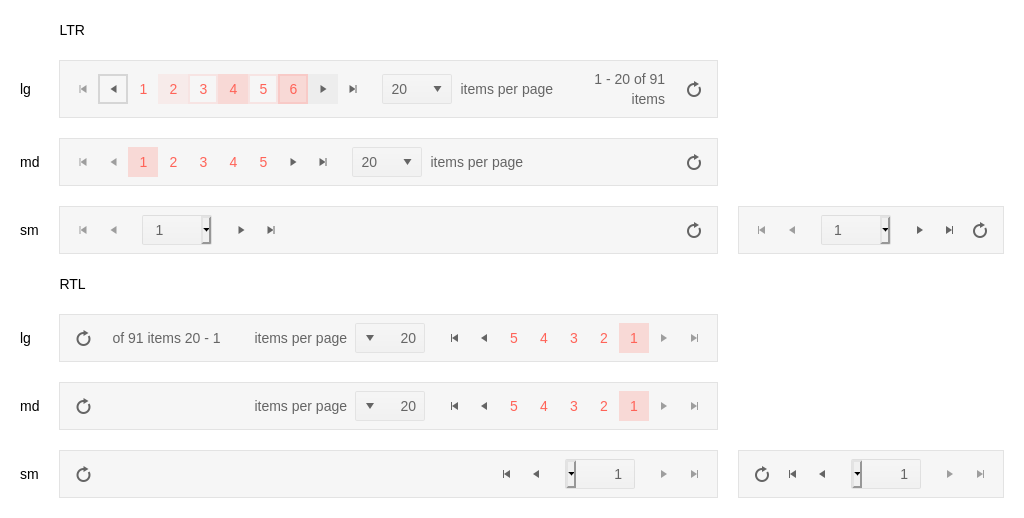 LTR
lg 1 2 3 4 5 6 20 items per page 1 - 20 of 91
items
md 1 2 3 4 5 20 items per page
sm 1 1
RTL
lg of 91 items 20 - 1 items per page 20 5 4 3 2 1
md items per page 20 5 4 3 2 1
sm 1 1